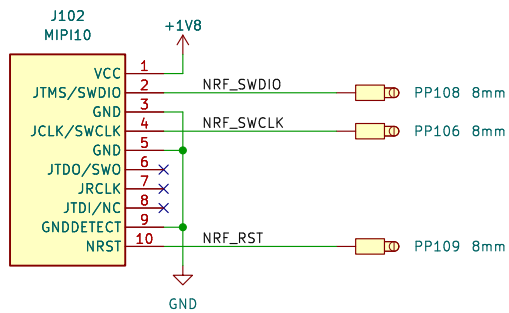 J102
MIPI10
+1V8
VCC 1
JTMS/SWDIO 2 NRF_SWDIO PP108 8mm
GND 3
JCLK/SWCLK 4 NRF_SWCLK PP106 8mm
GND 5
JTDO/SWO 6
JRCLK 7
JTDI/NC 8
GNDDETECT 9
NRST 10 NRF_RST PP109 8mm
GND